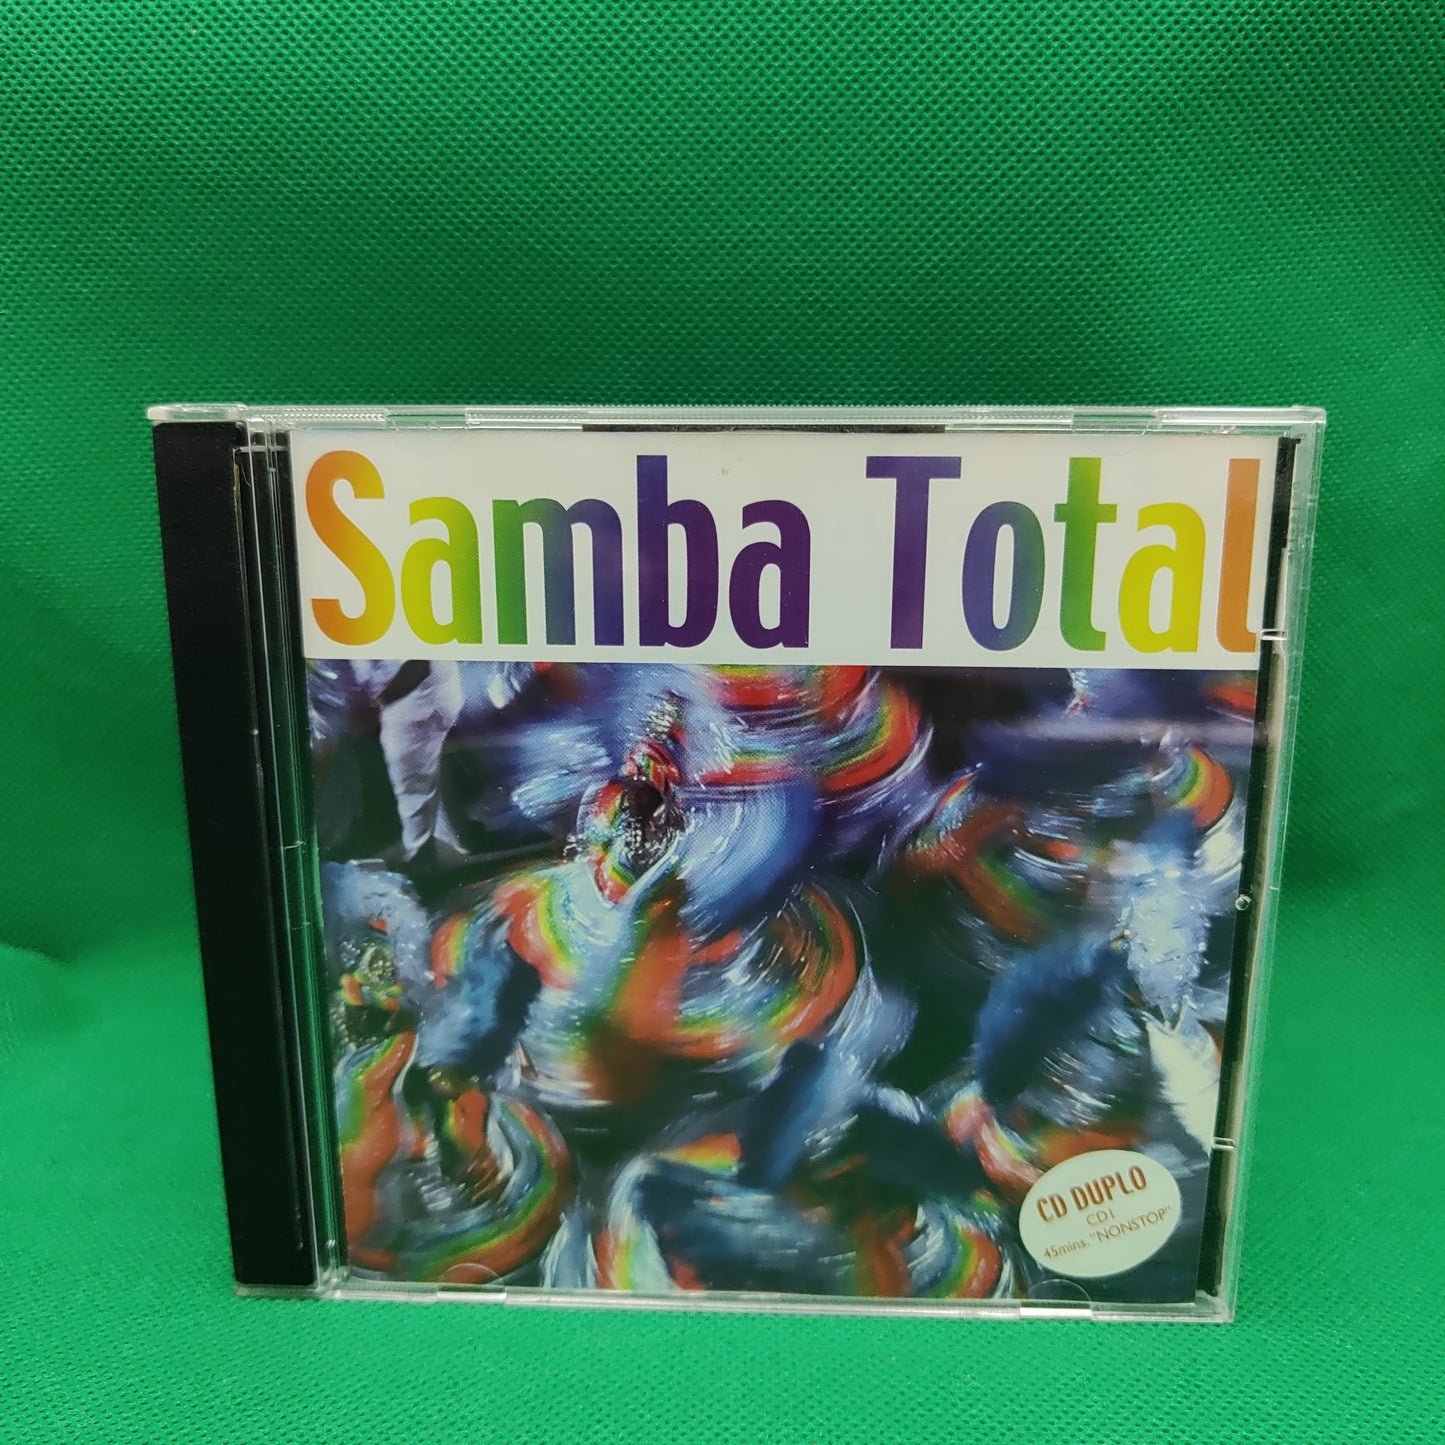 Samba Total
CD DUPLO
CD1
45mins. "NONSTOP"